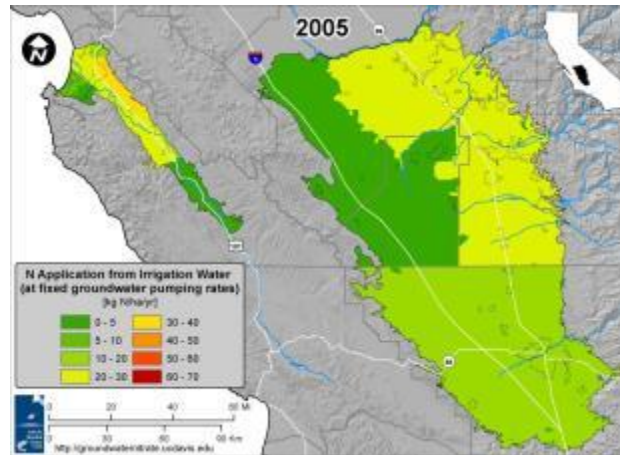 2005
N
N Application from Irrigation Water
(at fixed groundwater pumping rates)
[kg N/ha/yr]
0 - 5
5 - 10
10 - 20
20 - 30
30 - 40
40 - 50
50 - 60
60 - 70
0 20 40 60 Mi
0 30 60 90 Km
http://groundwaternitrate.ucdavis.edu
101
5